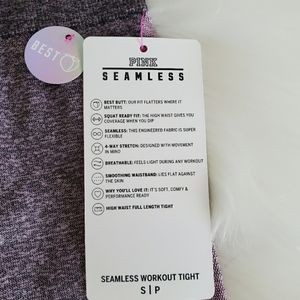 BEST
PINK
SEAMLESS
BEST BUTT: OUR FIT FLATTERS WHERE IT
MATTERS
SQUAT READY FIT: THE HIGH WAIST GIVES YOU
COVERAGE WHEN YOU DIP
SEAMLESS: THIS ENGINEERED FABRIC IS SUPER
FLEXIBLE
4-WAY STRETCH: DESIGNED WITH MOVEMENT
IN MIND
BREATHABLE: FEELS LIGHT DURING ANY WORKOUT
SMOOTHING WAISTBAND: LIES FLAT AGAINST
THE SKIN
WHY YOU'LL LOVE IT: IT'S SOFT, COMFY &
PERFORMANCE READY
HIGH WAIST FULL LENGTH TIGHT
SEAMLESS WORKOUT TIGHT
S|P